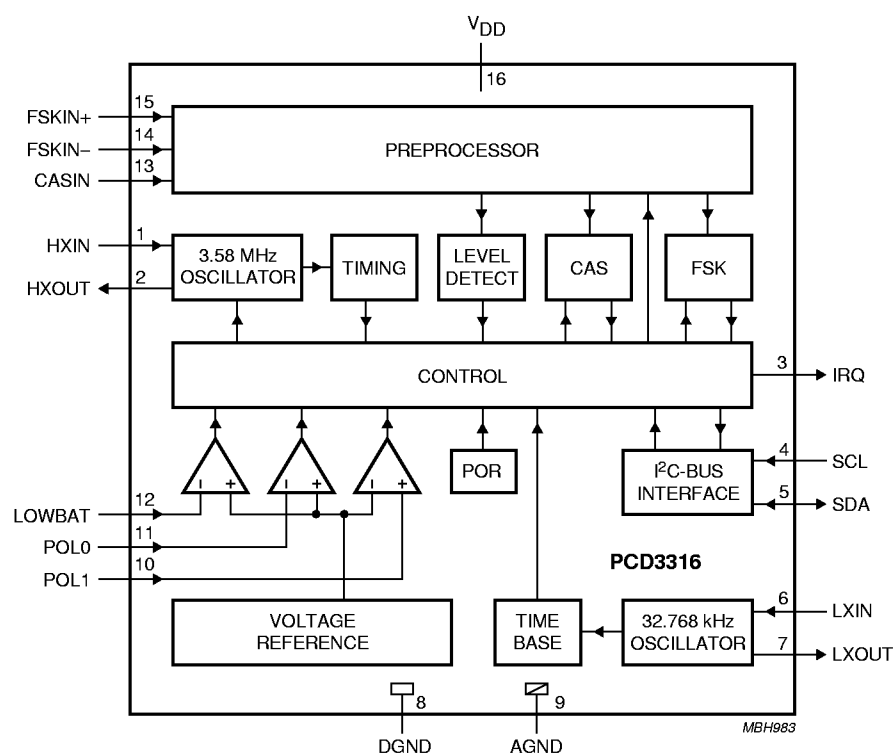 VDD
16
FSKIN+
15
FSKIN−
14
CASIN
13
PREPROCESSOR
HXIN
1
HXOUT
2
3.58 MHz
OSCILLATOR
TIMING
LEVEL
DETECT
CAS
FSK
CONTROL
3
IRQ
− +
− +
− +
POR
I²C-BUS
INTERFACE
4
SCL
5
SDA
LOWBAT
12
POL0
11
POL1
10
PCD3316
VOLTAGE
REFERENCE
TIME
BASE
32.768 kHz
OSCILLATOR
6
LXIN
7
LXOUT
8
9
DGND
AGND
MBH983